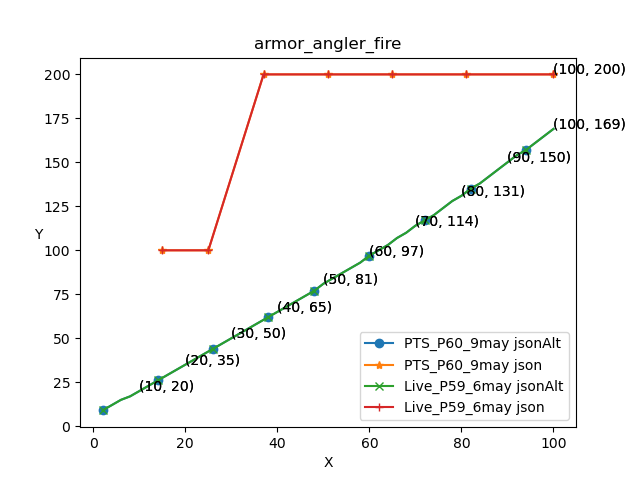 armor_angler_fire
200
(100, 200)
175
(100, 169)
150
(90, 150)
125
(80, 131)
Y
(70, 114)
100
(60, 97)
75
(50, 81)
(40, 65)
50
(30, 50)
(20, 35)
25
(10, 20)
0
PTS_P60_9may jsonAlt
PTS_P60_9may json
Live_P59_6may jsonAlt
Live_P59_6may json
0 20 40 60 80 100
X